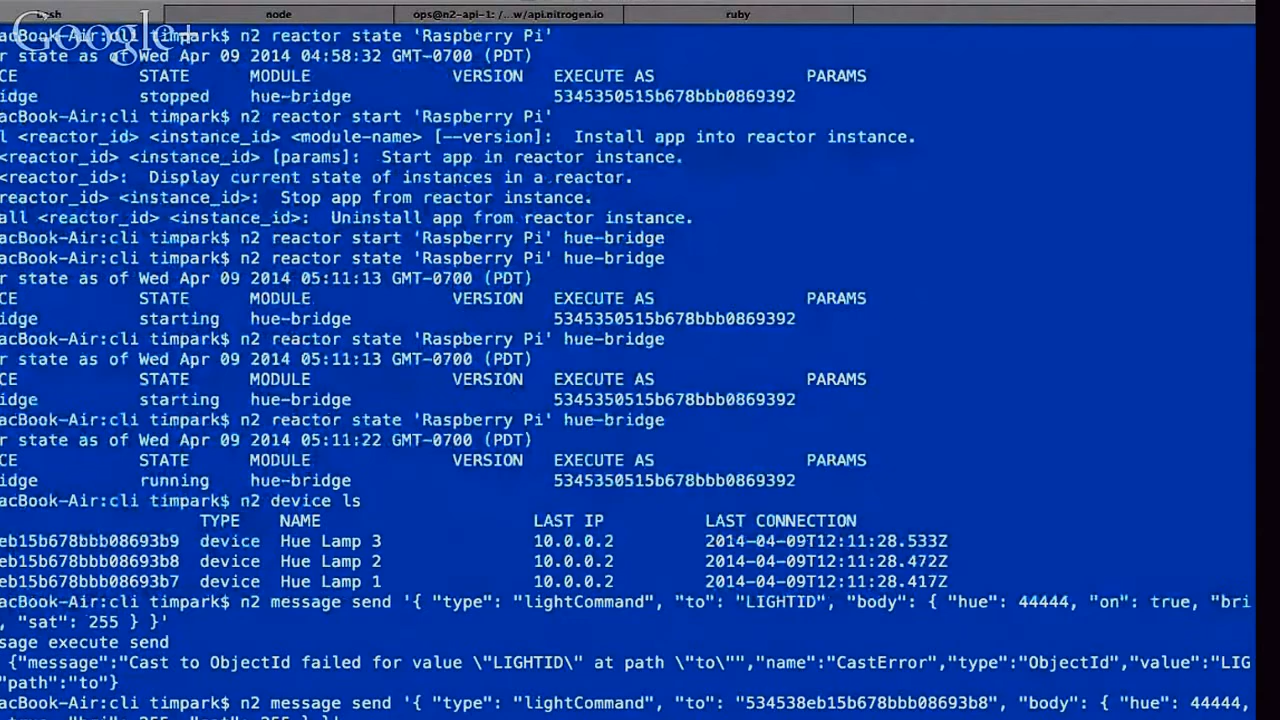 bash node ops@n2-api-1: /...w/api.nitrogen.io ruby
Google+
acBook-Air:cli timpark$ n2 reactor state 'Raspberry Pi'
r state as of Wed Apr 09 2014 04:58:32 GMT-0700 (PDT)
CE STATE MODULE VERSION EXECUTE AS PARAMS
idge stopped hue-bridge 5345350515b678bbb0869392
acBook-Air:cli timpark$ n2 reactor start 'Raspberry Pi'
l <reactor_id> <instance_id> <module-name> [--version]: Install app into reactor instance.
<reactor_id> <instance_id> [params]: Start app in reactor instance.
<reactor_id>: Display current state of instances in a reactor.
reactor_id> <instance_id>: Stop app from reactor instance.
all <reactor_id> <instance_id>: Uninstall app from reactor instance.
acBook-Air:cli timpark$ n2 reactor start 'Raspberry Pi' hue-bridge
acBook-Air:cli timpark$ n2 reactor state 'Raspberry Pi' hue-bridge
r state as of Wed Apr 09 2014 05:11:13 GMT-0700 (PDT)
CE STATE MODULE VERSION EXECUTE AS PARAMS
idge starting hue-bridge 5345350515b678bbb0869392
acBook-Air:cli timpark$ n2 reactor state 'Raspberry Pi' hue-bridge
r state as of Wed Apr 09 2014 05:11:13 GMT-0700 (PDT)
CE STATE MODULE VERSION EXECUTE AS PARAMS
idge starting hue-bridge 5345350515b678bbb0869392
acBook-Air:cli timpark$ n2 reactor state 'Raspberry Pi' hue-bridge
r state as of Wed Apr 09 2014 05:11:22 GMT-0700 (PDT)
CE STATE MODULE VERSION EXECUTE AS PARAMS
idge running hue-bridge 5345350515b678bbb0869392
acBook-Air:cli timpark$ n2 device ls
TYPE NAME LAST IP LAST CONNECTION
eb15b678bbb08693b9 device Hue Lamp 3 10.0.0.2 2014-04-09T12:11:28.533Z
eb15b678bbb08693b8 device Hue Lamp 2 10.0.0.2 2014-04-09T12:11:28.472Z
eb15b678bbb08693b7 device Hue Lamp 1 10.0.0.2 2014-04-09T12:11:28.417Z
acBook-Air:cli timpark$ n2 message send '{ "type": "lightCommand", "to": "LIGHTID", "body": { "hue": 44444, "on": true, "bri
, "sat": 255 } }'
sage execute send
{"message":"Cast to ObjectId failed for value \"LIGHTID\" at path \"to\"","name":"CastError","type":"ObjectId","value":"LIG
"path":"to"}
acBook-Air:cli timpark$ n2 message send '{ "type": "lightCommand", "to": "534538eb15b678bbb08693b8", "body": { "hue": 44444,
true, "bri": 255, "sat": 255 } }'